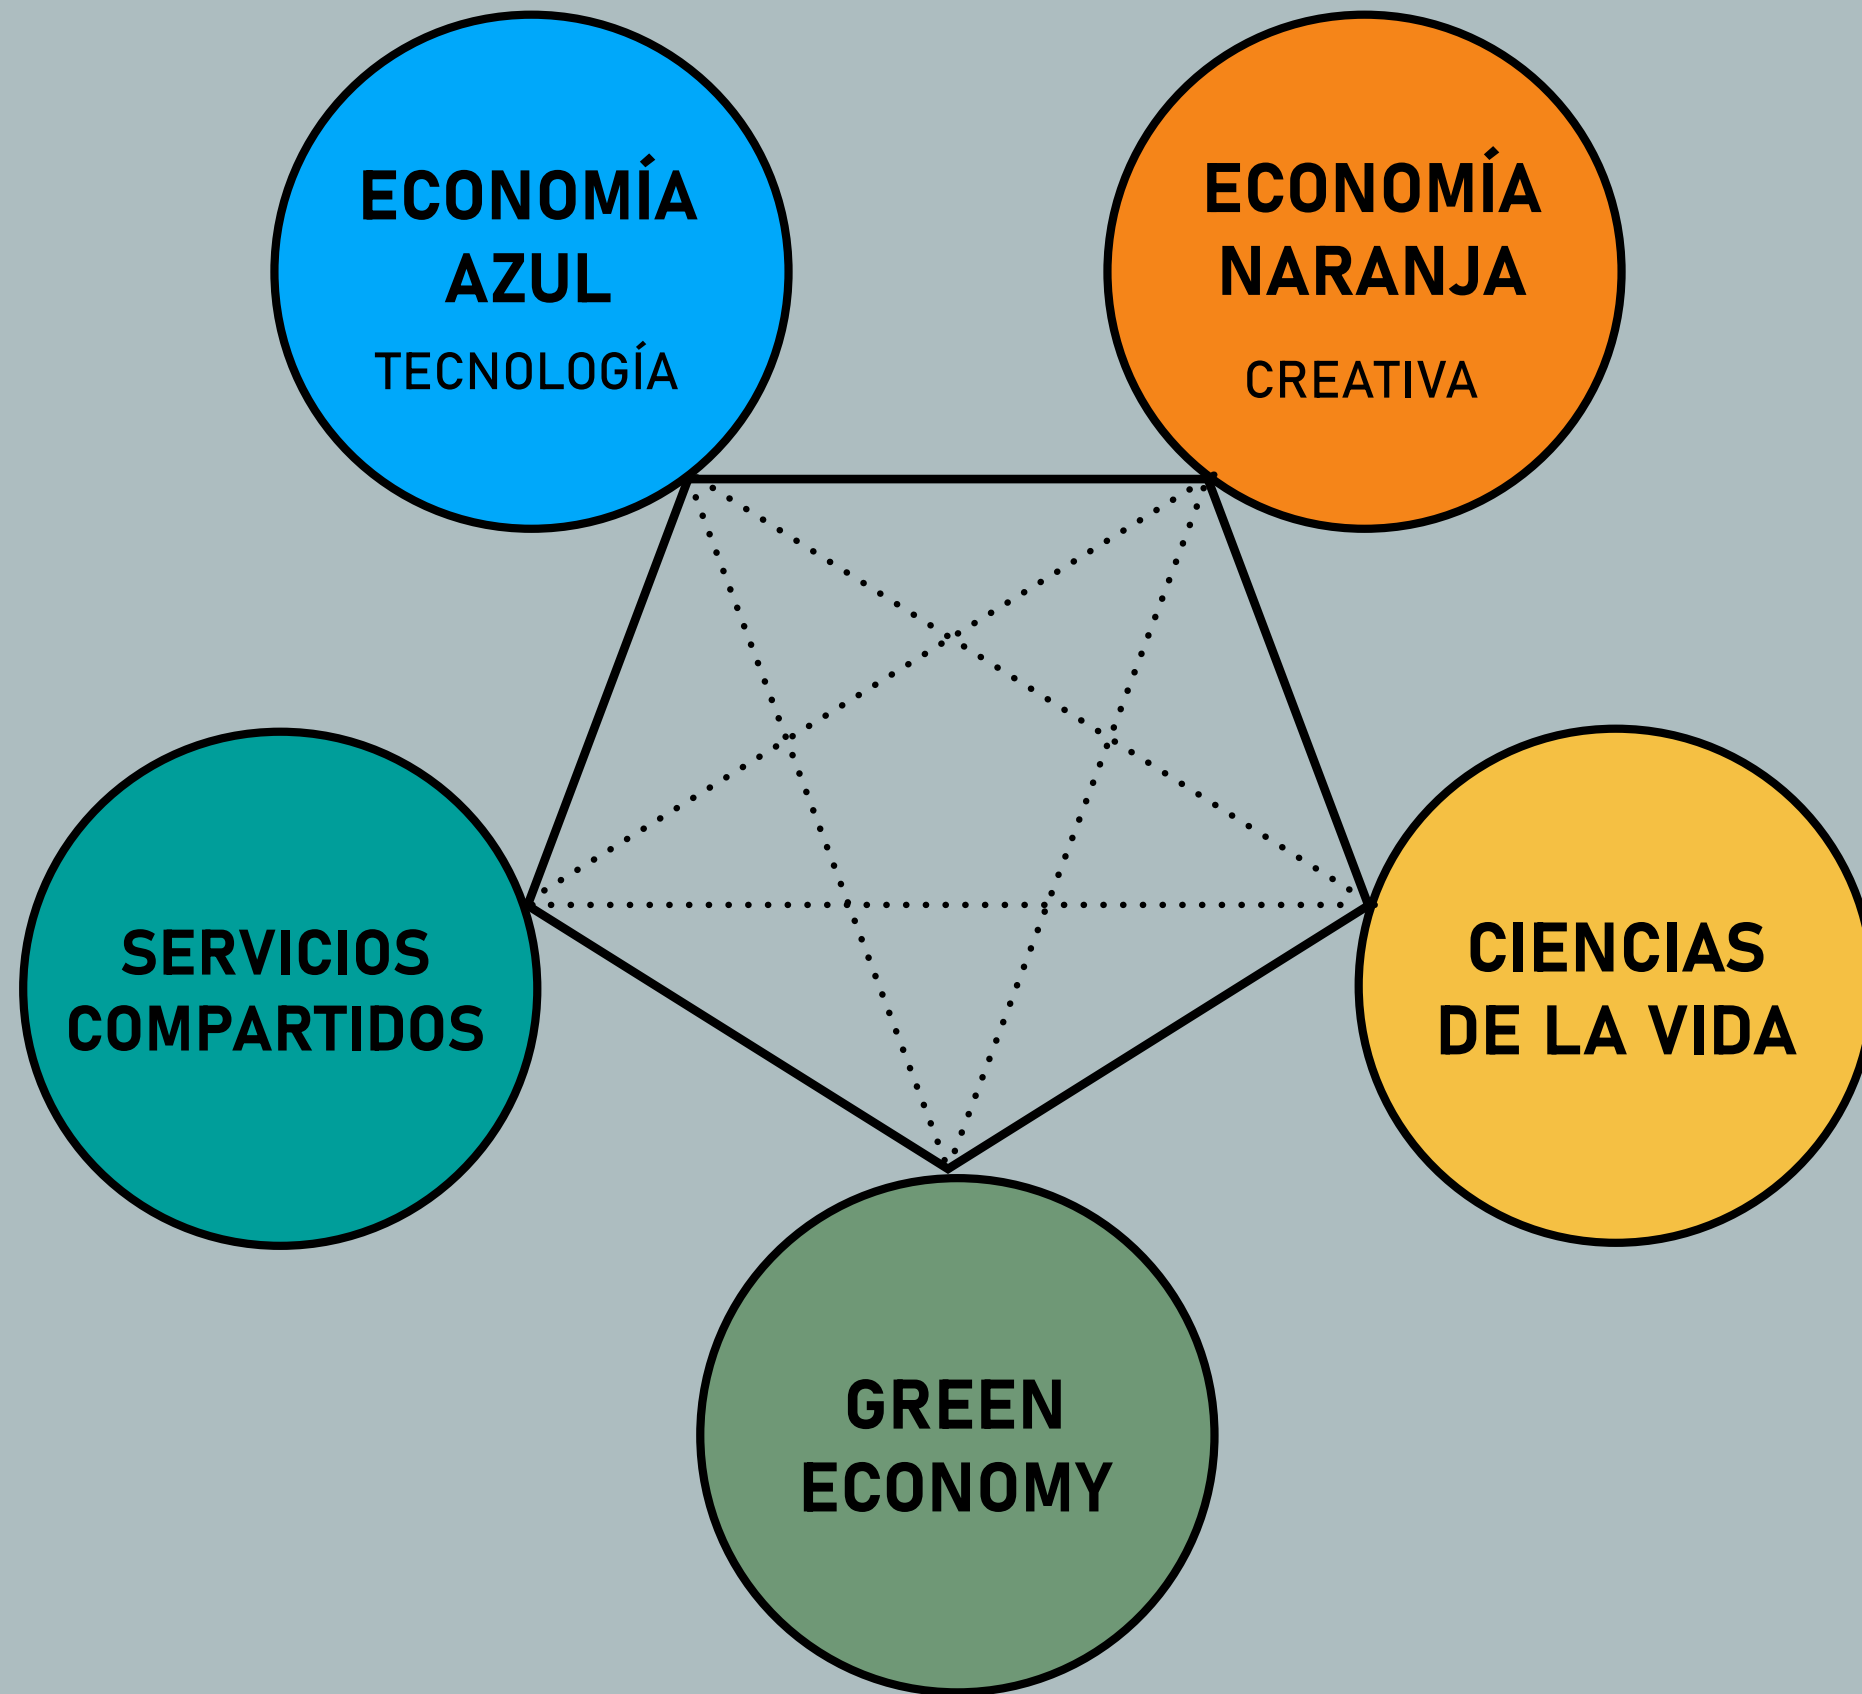 ECONOMÍA
AZUL
TECNOLOGÍA
ECONOMÍA
NARANJA
CREATIVA
SERVICIOS
COMPARTIDOS
CIENCIAS
DE LA VIDA
GREEN
ECONOMY